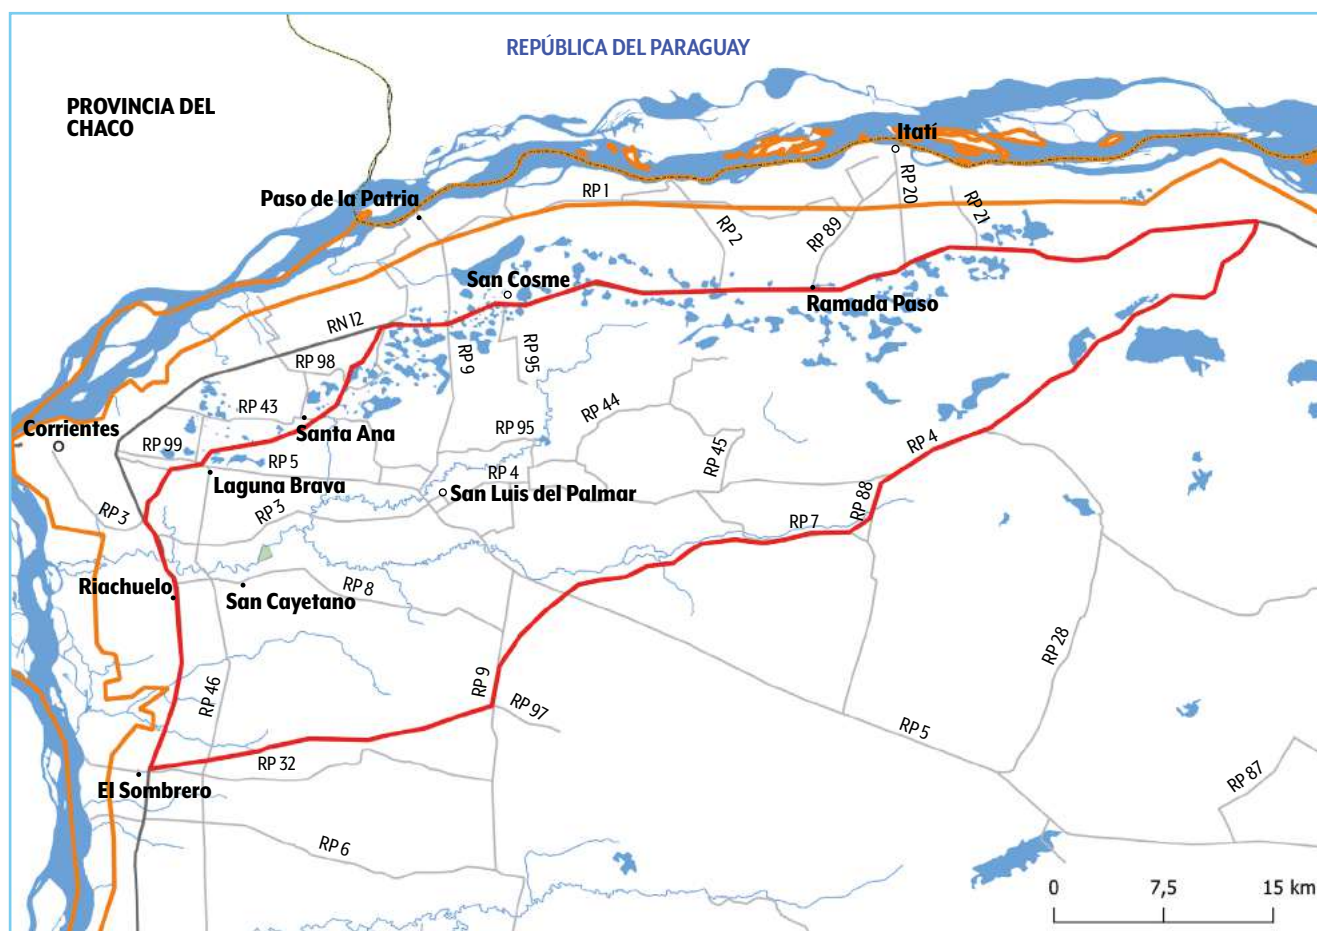 REPÚBLICA DEL PARAGUAY
PROVINCIA DEL
CHACO
Itatí
Paso de la Patria
RP 1
RP 20
RP 21
RP 2
RP 89
San Cosme
Ramada Paso
RN 12
RP 98
RP 9
RP 95
RP 43
RP 44
Corrientes
Santa Ana
RP 99
RP 95
RP 4
RP 5
RP 45
RP 4
Laguna Brava
San Luis del Palmar
RP 88
RP 3
RP 3
RP 7
Riachuelo
San Cayetano
RP 8
RP 28
RP 46
RP 9
RP 97
RP 5
RP 32
El Sombrero
RP 87
RP 6
0 7,5 15 km